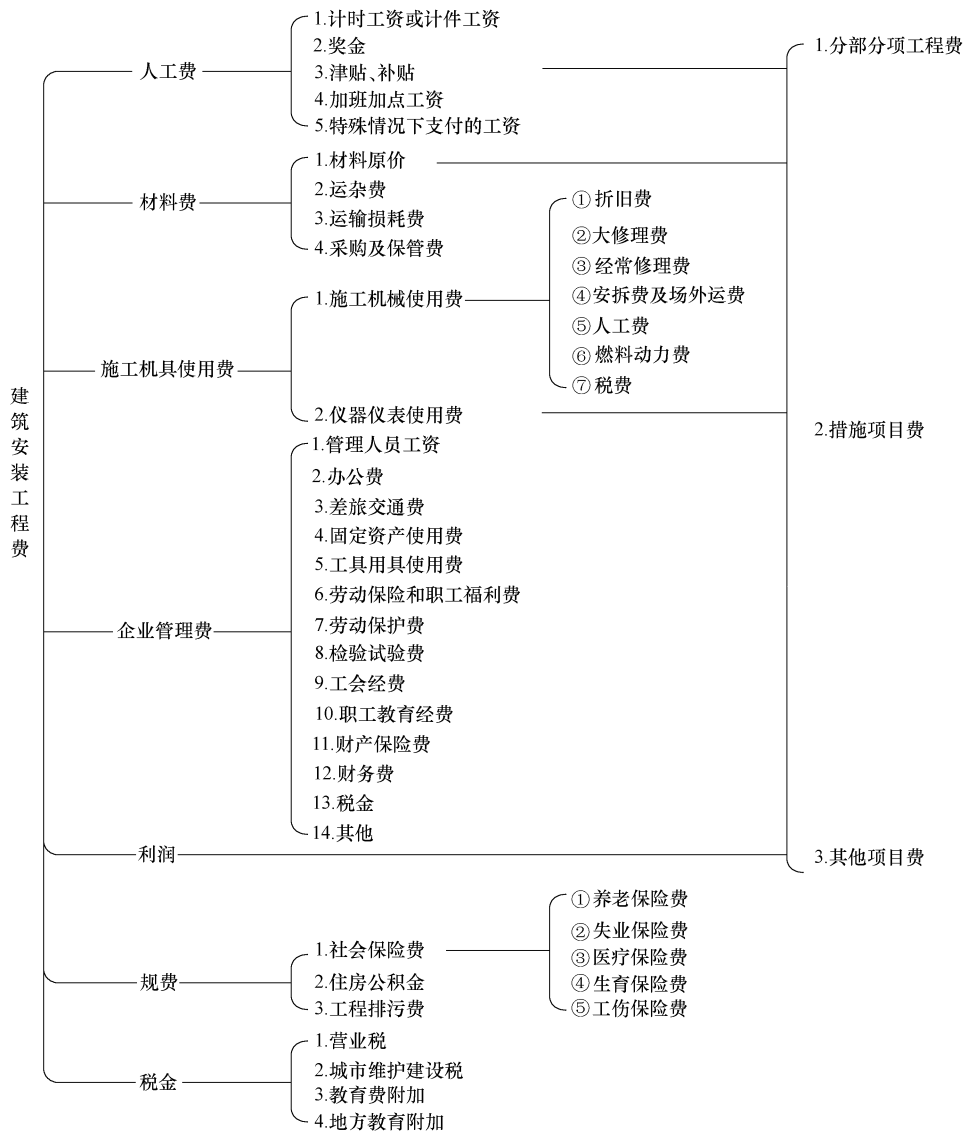 建筑安装工程费
人工费
1.计时工资或计件工资
2.奖金
3.津贴、补贴
4.加班加点工资
5.特殊情况下支付的工资
材料费
1.材料原价
2.运杂费
3.运输损耗费
4.采购及保管费
施工机具使用费
1.施工机械使用费
①折旧费
②大修理费
③经常修理费
④安拆费及场外运费
⑤人工费
⑥燃料动力费
⑦税费
2.仪器仪表使用费
企业管理费
1.管理人员工资
2.办公费
3.差旅交通费
4.固定资产使用费
5.工具用具使用费
6.劳动保险和职工福利费
7.劳动保护费
8.检验试验费
9.工会经费
10.职工教育经费
11.财产保险费
12.财务费
13.税金
14.其他
利润
规费
1.社会保险费
①养老保险费
②失业保险费
③医疗保险费
④生育保险费
⑤工伤保险费
2.住房公积金
3.工程排污费
税金
1.营业税
2.城市维护建设税
3.教育费附加
4.地方教育附加
1.分部分项工程费
2.措施项目费
3.其他项目费